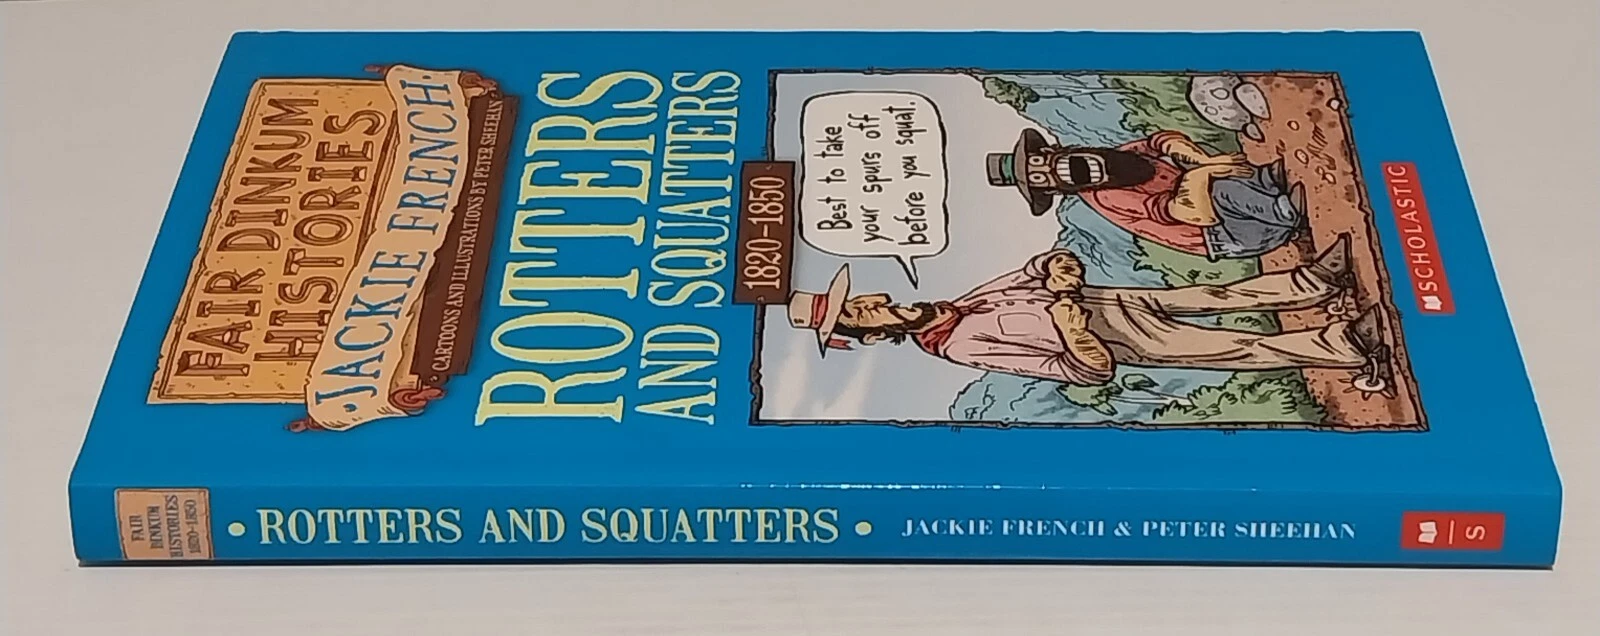 FAIR DINKUM
HISTORIES
JACKIE FRENCH
CARTOONS AND ILLUSTRATIONS BY PETER SHEEHAN
ROTTERS
AND SQUATTERS
1820-1850
Best to take
your spurs off
before you squat.
SCHOLASTIC
FAIR
DINKUM
HISTORIES
1820-1850
• ROTTERS AND SQUATTERS •
JACKIE FRENCH & PETER SHEEHAN
S